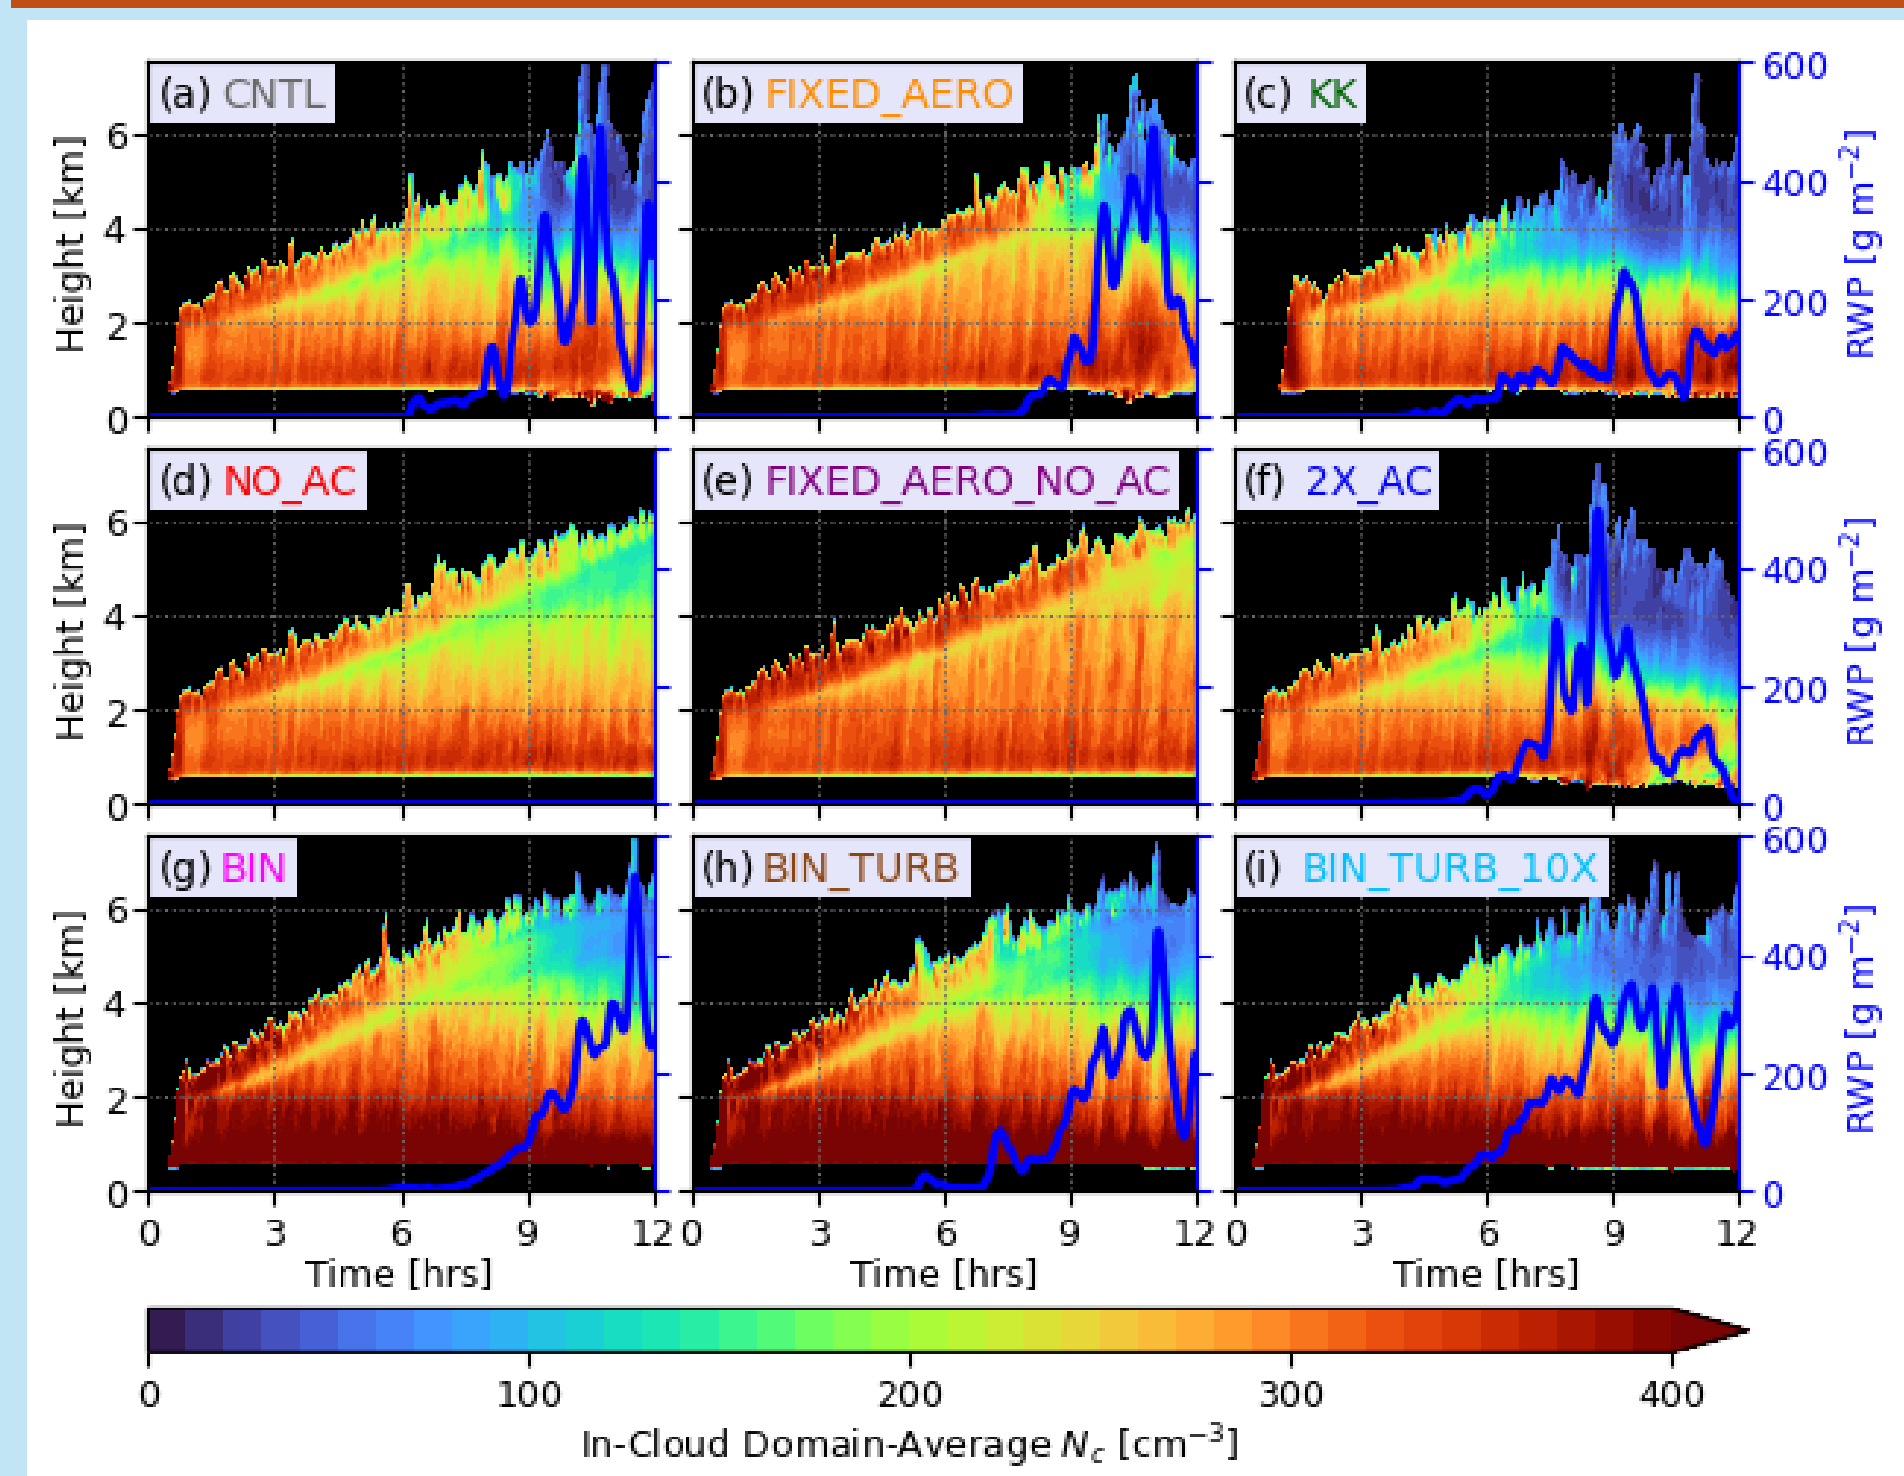 (a) CNTL
(b) FIXED_AERO
(c) KK
600
6
4
2
0
Height [km]
400
200
0
RWP [g m⁻²]
(d) NO_AC
(e) FIXED_AERO_NO_AC
(f) 2X_AC
600
6
4
2
0
Height [km]
400
200
0
RWP [g m⁻²]
(g) BIN
(h) BIN_TURB
(i) BIN_TURB_10X
600
6
4
2
0
Height [km]
400
200
0
RWP [g m⁻²]
0 3 6 9 12 0 3 6 9 12 0 3 6 9 12
Time [hrs] Time [hrs] Time [hrs]
0 100 200 300 400
In-Cloud Domain-Average N_c [cm⁻³]